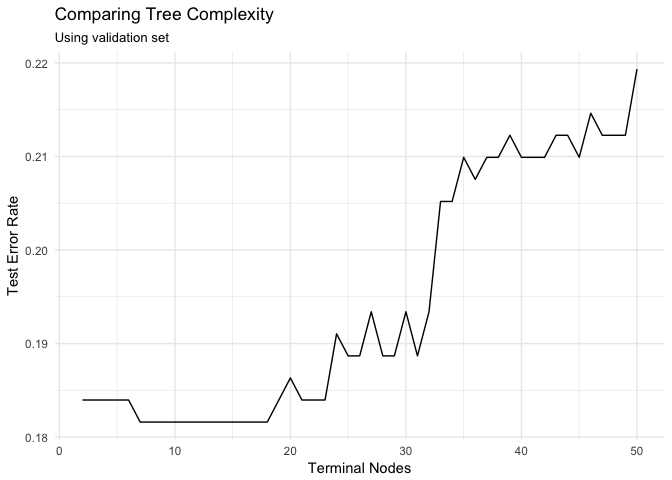 Comparing Tree Complexity
Using validation set
Test Error Rate
0.22
0.21
0.20
0.19
0.18
0 10 20 30 40 50
Terminal Nodes